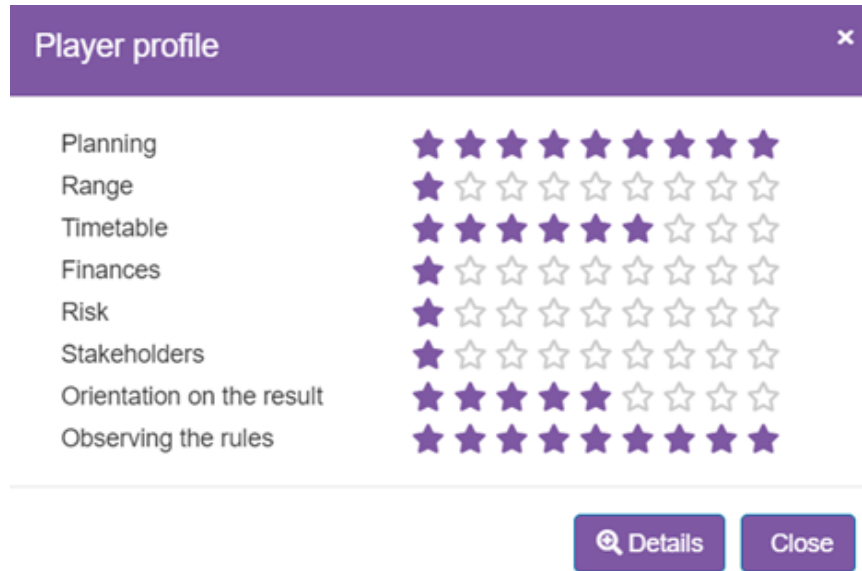 Player profile ×
Planning
Range
Timetable
Finances
Risk
Stakeholders
Orientation on the result
Observing the rules
Details Close